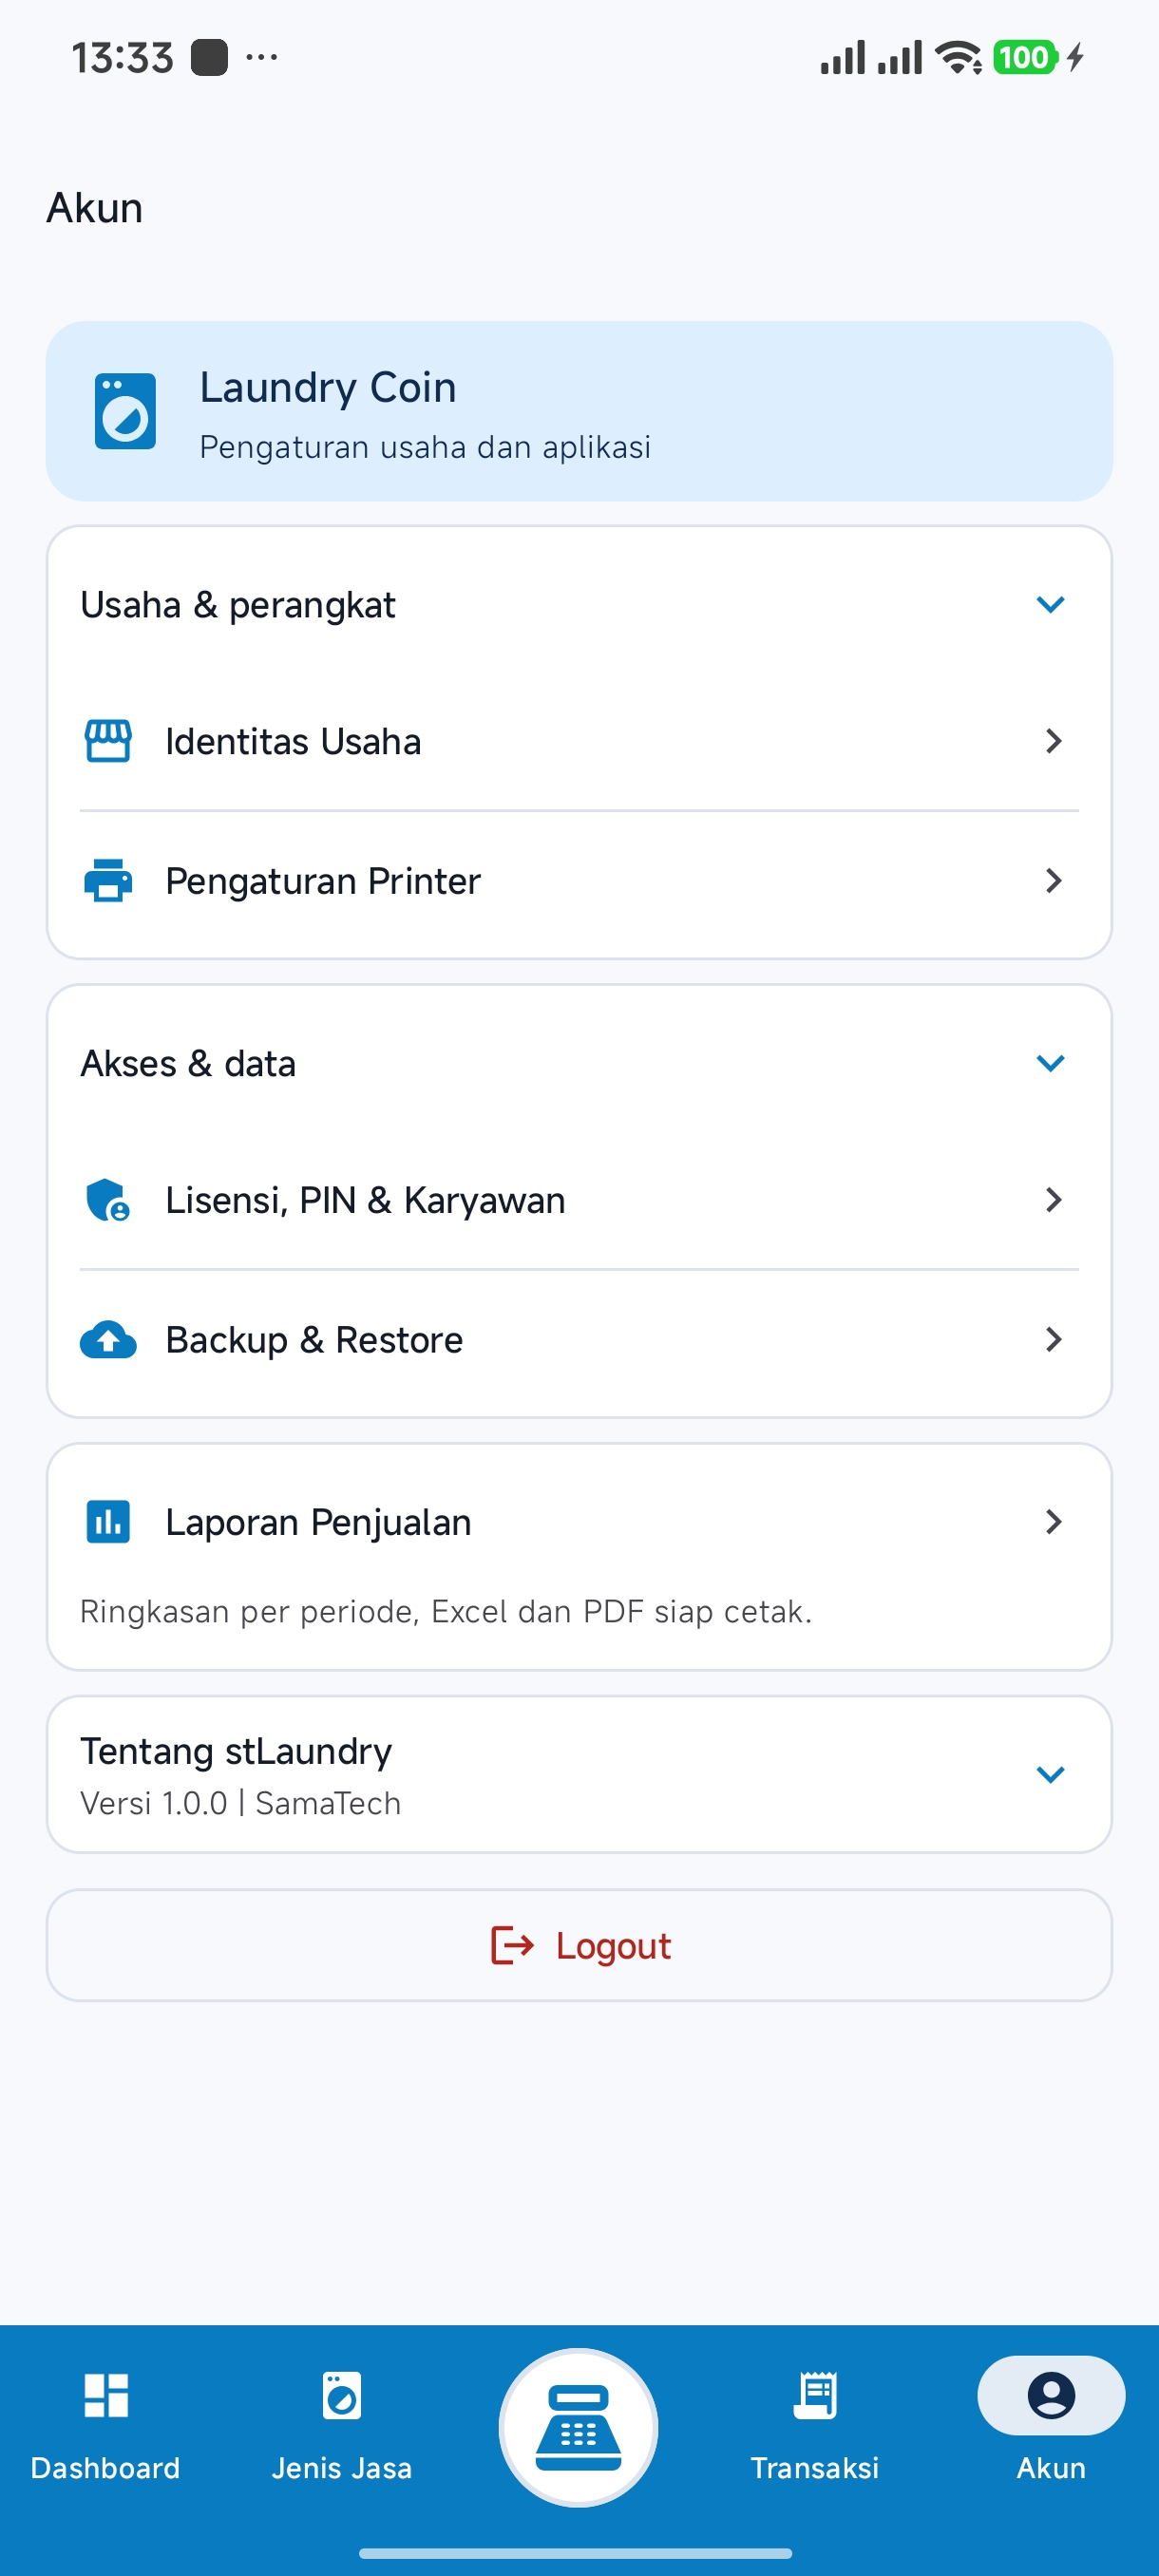 13:33
100
Akun
Laundry Coin
Pengaturan usaha dan aplikasi
Usaha & perangkat
Identitas Usaha
Pengaturan Printer
Akses & data
Lisensi, PIN & Karyawan
Backup & Restore
Laporan Penjualan
Ringkasan per periode, Excel dan PDF siap cetak.
Tentang stLaundry
Versi 1.0.0 | SamaTech
Logout
Dashboard
Jenis Jasa
Transaksi
Akun